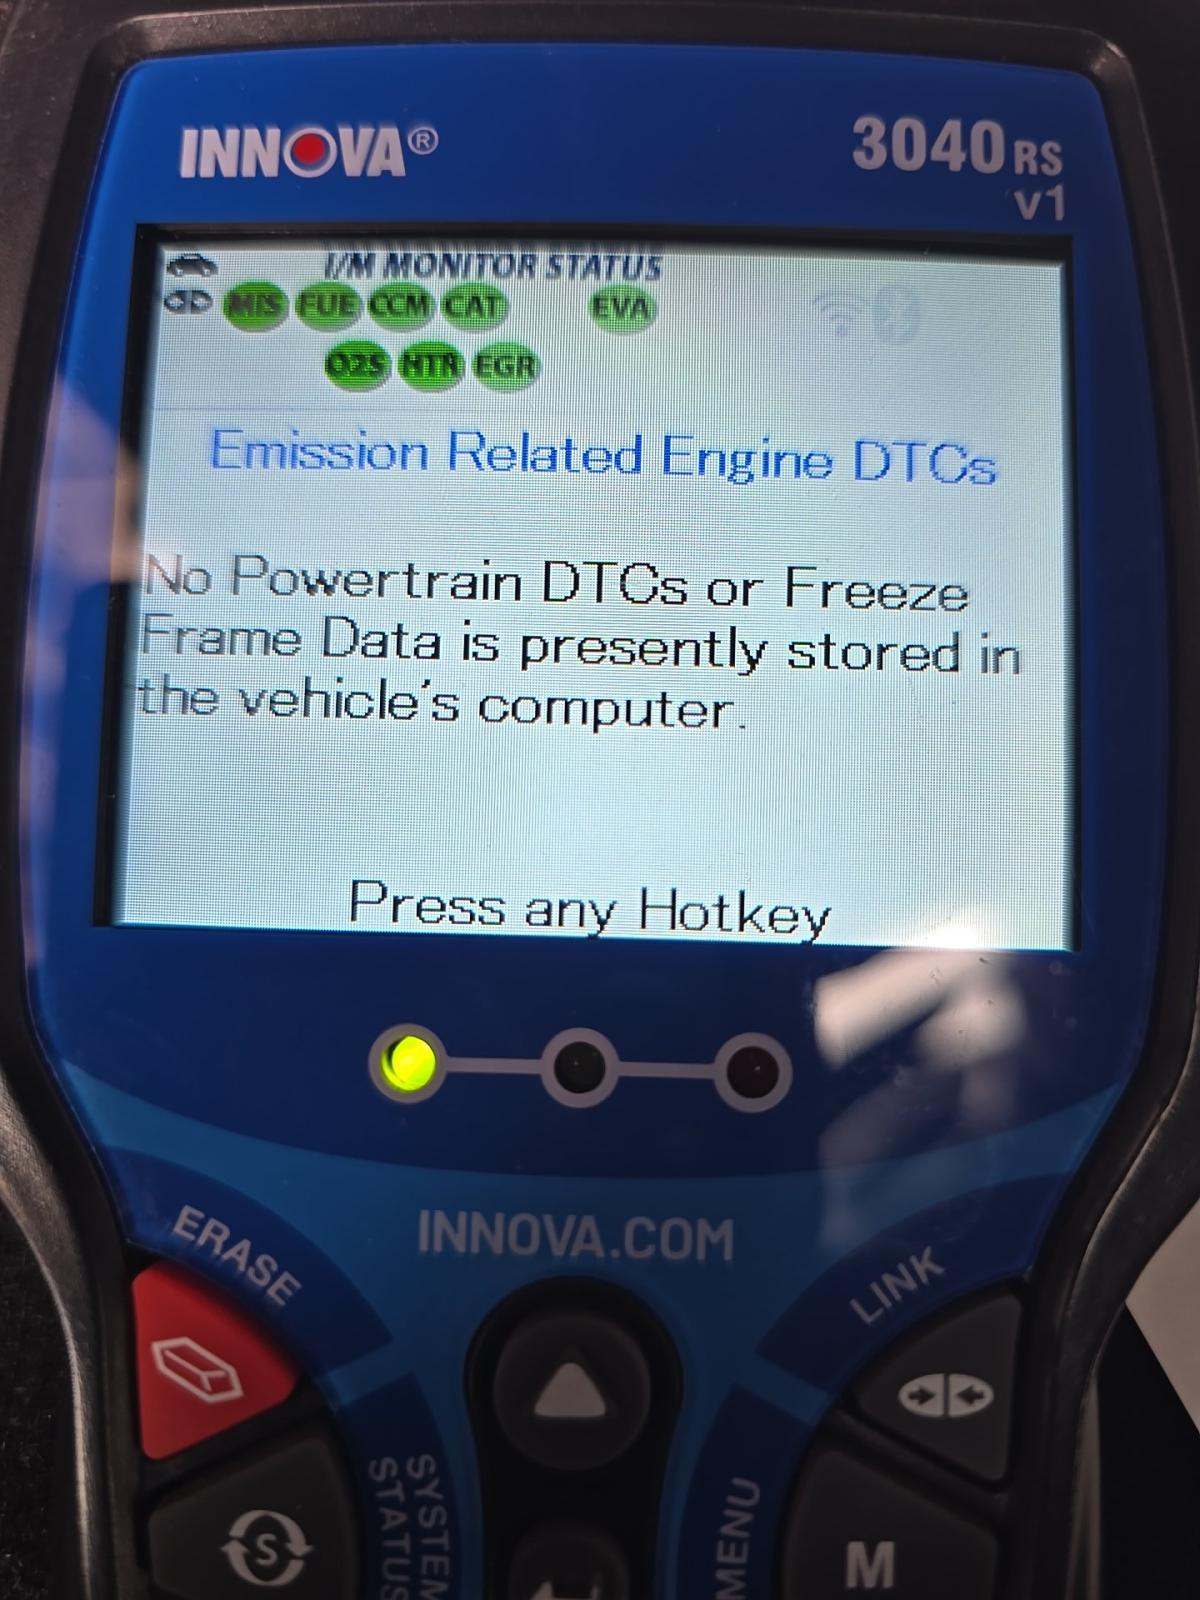 INNOVA®
3040RS
v1
I/M MONITOR STATUS
MIS FUE CCM CAT EVA
O2S HTR EGR
Emission Related Engine DTCs
No Powertrain DTCs or Freeze
Frame Data is presently stored in
the vehicle's computer.
Press any Hotkey
ERASE
INNOVA.COM
LINK
SYSTEM
STATUS
MENU
S
M